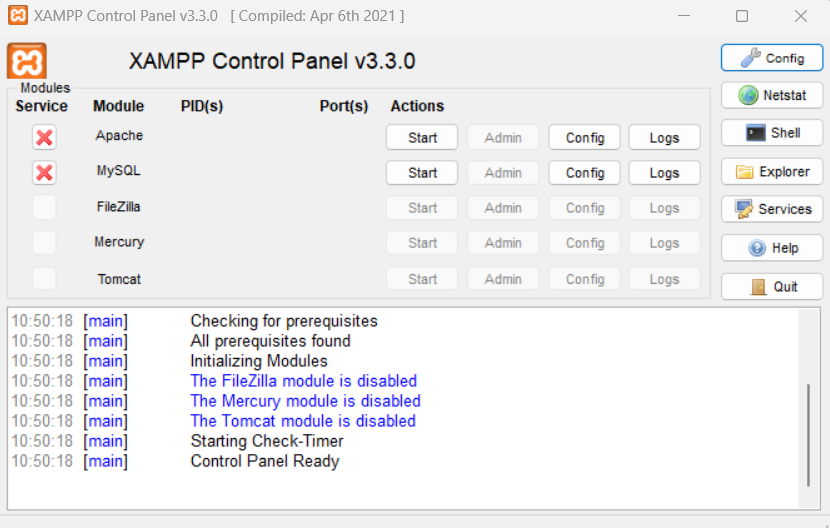 XAMPP Control Panel v3.3.0 [ Compiled: Apr 6th 2021 ]
XAMPP Control Panel v3.3.0
Config
Modules
Service Module PID(s) Port(s) Actions
Netstat
Apache Start Admin Config Logs
Shell
MySQL Start Admin Config Logs
Explorer
FileZilla Start Admin Config Logs
Services
Mercury Start Admin Config Logs
Help
Tomcat Start Admin Config Logs
Quit
10:50:18 [main] Checking for prerequisites
10:50:18 [main] All prerequisites found
10:50:18 [main] Initializing Modules
10:50:18 [main] The FileZilla module is disabled
10:50:18 [main] The Mercury module is disabled
10:50:18 [main] The Tomcat module is disabled
10:50:18 [main] Starting Check-Timer
10:50:18 [main] Control Panel Ready